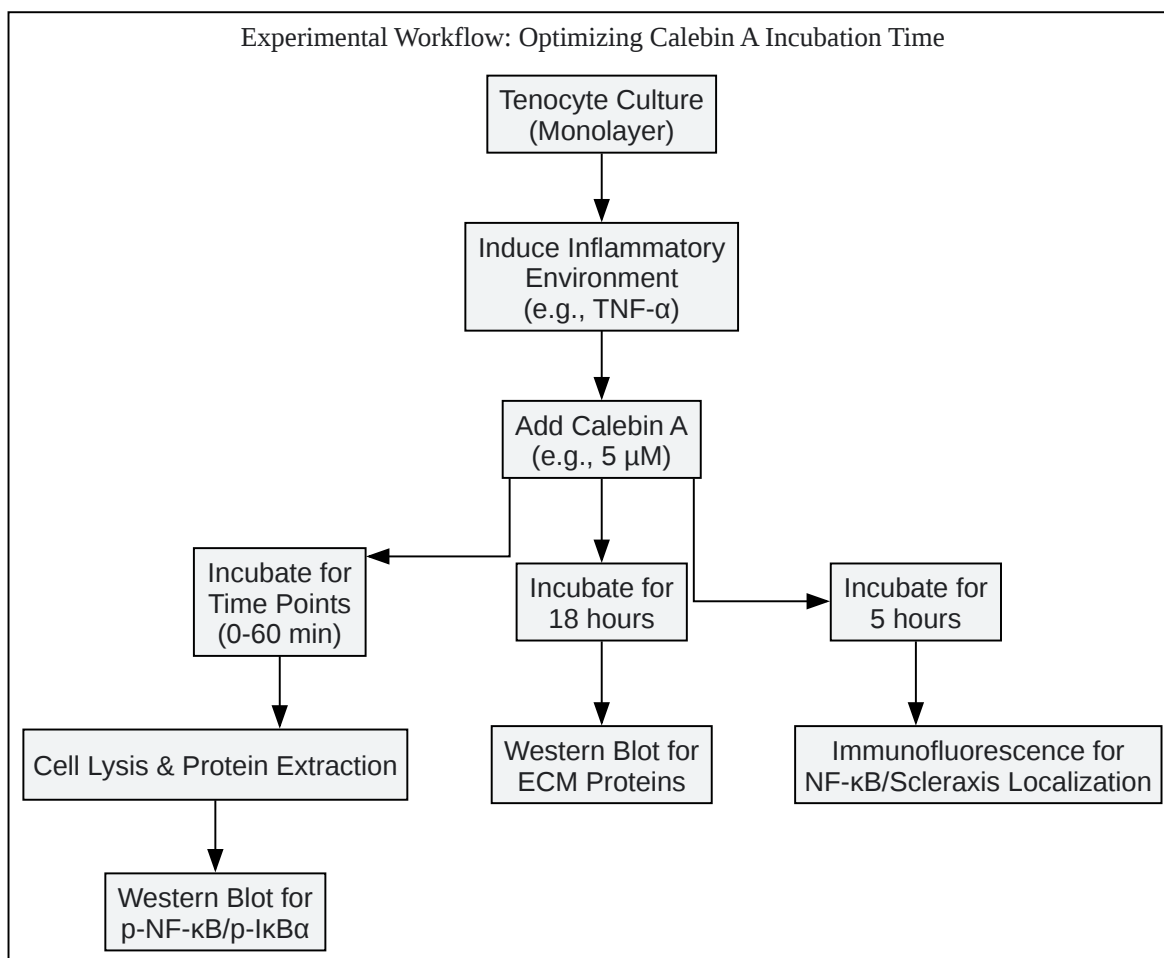 Experimental Workflow: Optimizing Calebin A Incubation Time
Tenocyte Culture
(Monolayer)
Induce Inflammatory
Environment
(e.g., TNF-α)
Add Calebin A
(e.g., 5 µM)
Incubate for
Time Points
(0-60 min)
Incubate for
18 hours
Incubate for
5 hours
Cell Lysis & Protein Extraction
Western Blot for
ECM Proteins
Immunofluorescence for
NF-κB/Scleraxis Localization
Western Blot for
p-NF-κB/p-IκBα